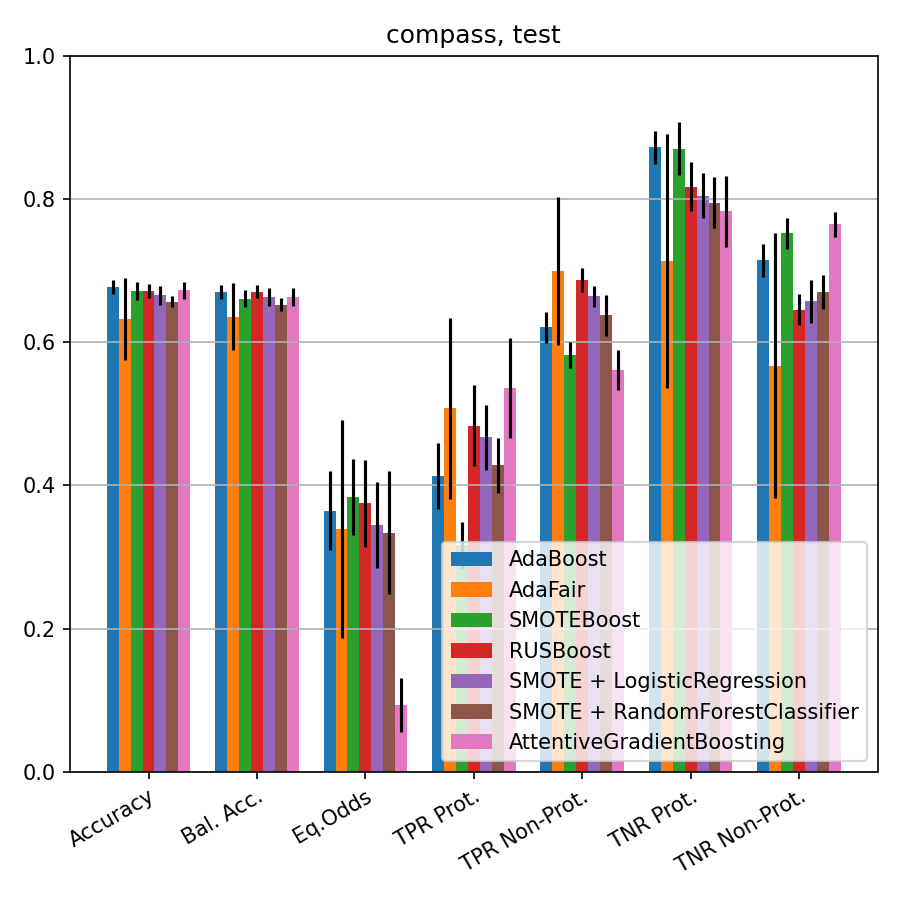 compass, test
1.0
0.8
0.6
0.4
0.2
0.0
AdaBoost
AdaFair
SMOTEBoost
RUSBoost
SMOTE + LogisticRegression
SMOTE + RandomForestClassifier
AttentiveGradientBoosting
Accuracy
Bal. Acc.
Eq.Odds
TPR Prot.
TPR Non-Prot.
TNR Prot.
TNR Non-Prot.